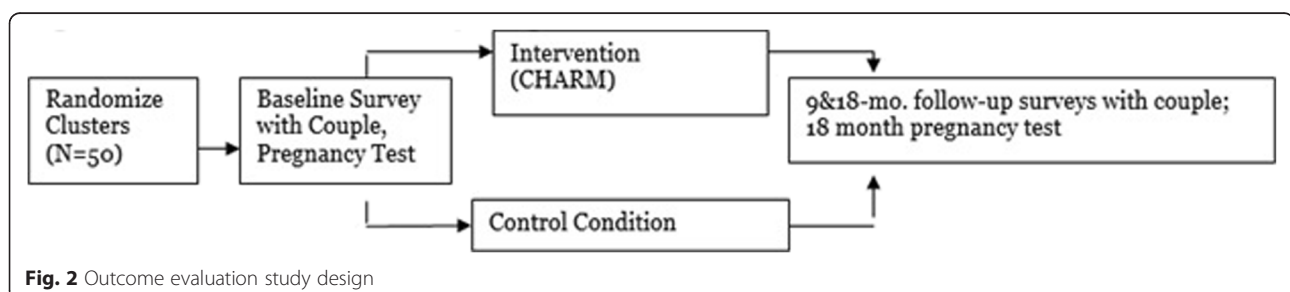 Randomize
Clusters
(N=50)
Baseline Survey
with Couple,
Pregnancy Test
Intervention
(CHARM)
Control Condition
9&18-mo. follow-up surveys with couple;
18 month pregnancy test
Fig. 2 Outcome evaluation study design